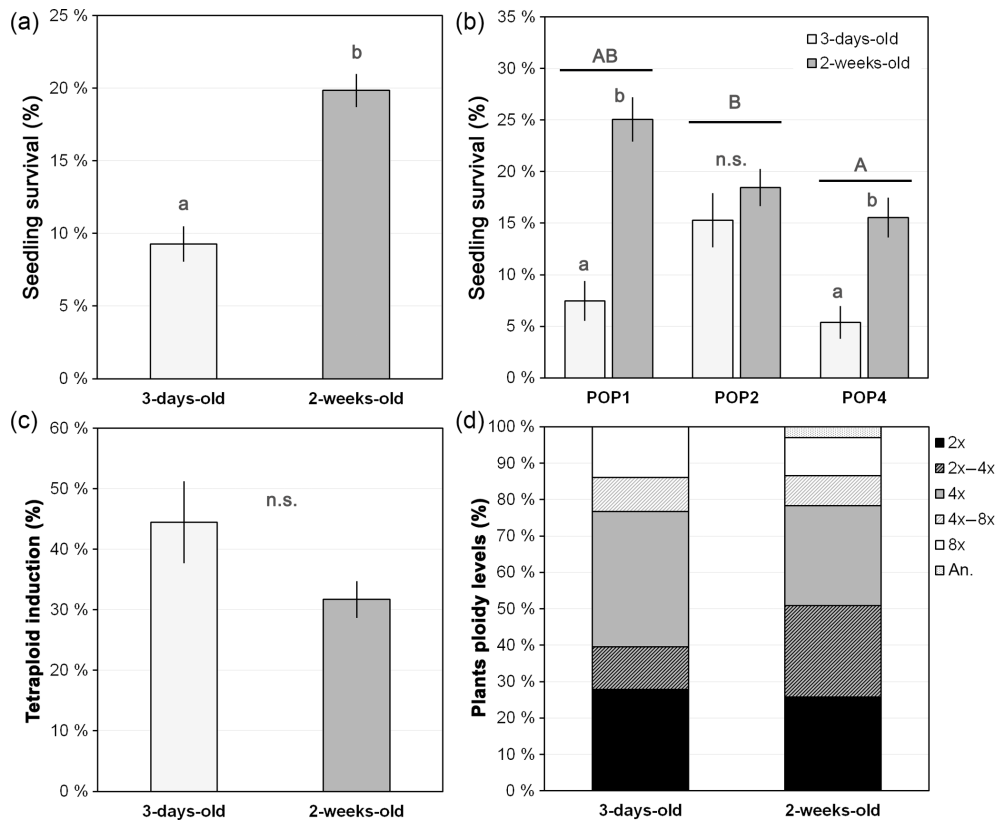 (a)
25 %
20 %
15 %
10 %
5 %
0 %
Seedling survival (%)
a
b
3-days-old
2-weeks-old
(b)
35 %
30 %
25 %
20 %
15 %
10 %
5 %
0 %
Seedling survival (%)
3-days-old
2-weeks-old
AB
B
A
a
b
n.s.
a
b
POP1
POP2
POP4
(c)
60 %
50 %
40 %
30 %
20 %
10 %
0 %
Tetraploid induction (%)
n.s.
3-days-old
2-weeks-old
(d)
100 %
90 %
80 %
70 %
60 %
50 %
40 %
30 %
20 %
10 %
0 %
Plants ploidy levels (%)
3-days-old
2-weeks-old
2x
2x–4x
4x
4x–8x
8x
An.